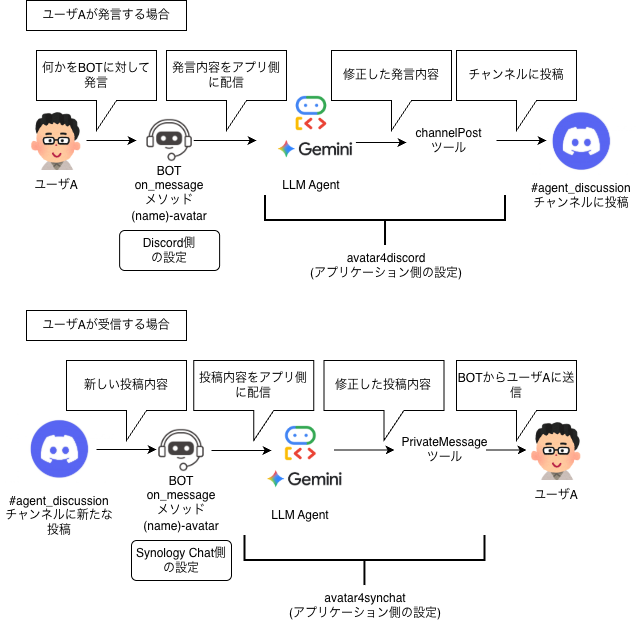 ユーザAが発言する場合
何かをBOTに対して
発言
発言内容をアプリ側
に配信
修正した発言内容
チャンネルに投稿
Gemini
channelPost
ツール
ユーザA
BOT
on_message
メソッド
(name)-avatar
LLM Agent
#agent_discussion
チャンネルに投稿
Discord側
の設定
avatar4discord
(アプリケーション側の設定)
ユーザAが受信する場合
新しい投稿内容
投稿内容をアプリ側
に配信
修正した投稿内容
BOTからユーザAに送
信
Gemini
PrivateMessage
ツール
#agent_discussion
チャンネルに新たな
投稿
BOT
on_message
メソッド
(name)-avatar
LLM Agent
ユーザA
Synology Chat側
の設定
avatar4synchat
(アプリケーション側の設定)